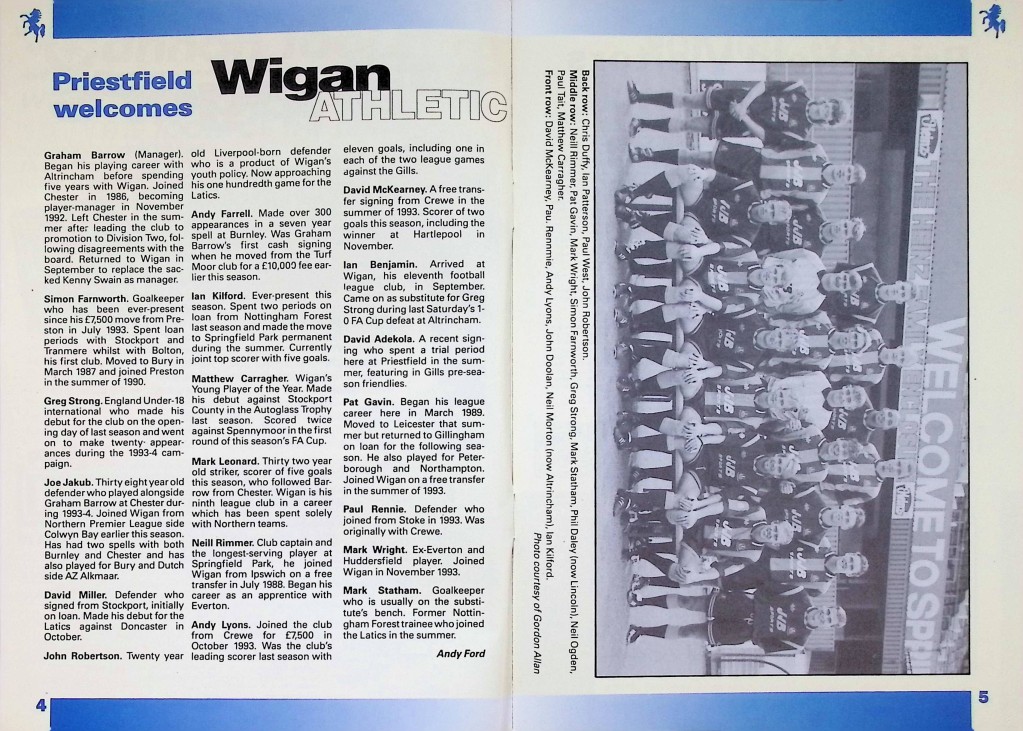 Priestfield
welcomes
Wigan
ATHLETIC
Graham Barrow (Manager).
Began his playing career with
Altrincham before spending
five years with Wigan. Joined
Chester in 1986, becoming
player-manager in November
1992. Left Chester in the sum-
mer after leading the club to
promotion to Division Two, fol-
lowing disagreements with the
board. Returned to Wigan in
September to replace the sac-
ked Kenny Swain as manager.
Simon Farnworth. Goalkeeper
who has been ever-present
since his £7,500 move from Pre-
ston in July 1993. Spent loan
periods with Stockport and
Tranmere whilst with Bolton,
his first club. Moved to Bury in
March 1987 and joined Preston
in the summer of 1990.
Greg Strong. England Under-18
international who made his
debut for the club on the open-
ing day of last season and went
on to make twenty appear-
ances during the 1993-4 cam-
paign.
Joe Jakub. Thirty eight year old
defender who played alongside
Graham Barrow at Chester dur-
ing 1993-4. Joined Wigan from
Northern Premier League side
Colwyn Bay earlier this season.
Has had two spells with both
Burnley and Chester and has
also played for Bury and Dutch
side AZ Alkmaar.
David Miller. Defender who
signed from Stockport, initially
on loan. Made his debut for the
Latics against Doncaster in
October.
John Robertson. Twenty year
old Liverpool-born defender
who is a product of Wigan's
youth policy. Now approaching
his one hundredth game for the
Latics.
Andy Farrell. Made over 300
appearances in a seven year
spell at Burnley. Was Graham
Barrow's first cash signing
when he moved from the Turf
Moor club for a £10,000 fee ear-
lier this season.
Ian Kilford. Ever-present this
season. Spent two periods on
loan from Nottingham Forest
last season and made the move
to Springfield Park permanent
during the summer. Currently
joint top scorer with five goals.
Matthew Carragher. Wigan's
Young Player of the Year. Made
his debut against Stockport
County in the Autoglass Trophy
last season. Scored twice
against Spennymoor in the first
round of this season's FA Cup.
Mark Leonard. Thirty two year
old striker, scorer of five goals
this season, who followed Bar-
row from Chester. Wigan is his
ninth league club in a career
which has been spent solely
with Northern teams.
Neill Rimmer. Club captain and
the longest-serving player at
Springfield Park, he joined
Wigan from Ipswich on a free
transfer in July 1988. Began his
career as an apprentice with
Everton.
Andy Lyons. Joined the club
from Crewe for £7,500 in
October 1993. Was the club's
leading scorer last season with
eleven goals, including one in
each of the two league games
against the Gills.
David McKearney. A free trans-
fer signing from Crewe in the
summer of 1993. Scorer of two
goals this season, including the
winner at Hartlepool in
November.
Ian Benjamin. Arrived at
Wigan, his eleventh football
league club, in September.
Came on as substitute for Greg
Strong during last Saturday's 1-
0 FA Cup defeat at Altrincham.
David Adekola. A recent sign-
ing who spent a trial period
here at Priestfield in the sum-
mer, featuring in Gills pre-sea-
son friendlies.
Pat Gavin. Began his league
career here in March 1989.
Moved to Leicester that sum-
mer but returned to Gillingham
on loan for the following sea-
son. He also played for Peter-
borough and Northampton.
Joined Wigan on a free transfer
in the summer of 1993.
Paul Rennie. Defender who
joined from Stoke in 1993. Was
originally with Crewe.
Mark Wright. Ex-Everton and
Huddersfield player. Joined
Wigan in November 1993.
Mark Statham. Goalkeeper
who is usually on the substi-
tute's bench. Former Nottin-
gham Forest trainee who joined
the Latics in the summer.
Andy Ford
4
Back row: Chris Duffy, Ian Patterson, Paul West, John Robertson.
Middle row: Neill Rimmer, Pat Gavin, Mark Wright, Simon Farnworth, Greg Strong, Mark Statham, Phil Daley (now Lincoln), Neil Ogden,
Paul Tait, Matthew Carragher.
Front row: David McKearney, Pau. Rennmie, Andy Lyons, John Doolan, Neil Morton (now Altrincham), Ian Kilford.
Photo courtesy of Gordon Allan
WELCOME TO SPRI
JJB
SPORTS
5